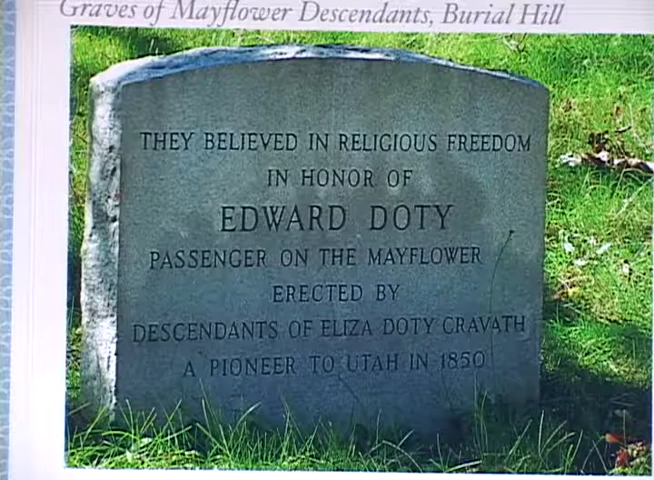 Graves of Mayflower Descendants, Burial Hill
THEY BELIEVED IN RELIGIOUS FREEDOM
IN HONOR OF
EDWARD DOTY
PASSENGER ON THE MAYFLOWER
ERECTED BY
DESCENDANTS OF ELIZA DOTY CRAVATH
A PIONEER TO UTAH IN 1850